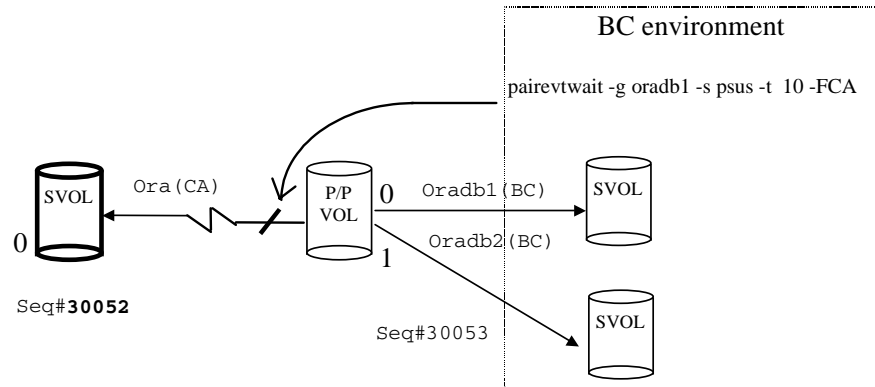 BC environment
pairevtwait -g oradb1 -s psus -t 10 -FCA
SVOL
Ora(CA)
P/P
VOL
0
Oradb1(BC)
SVOL
0
Oradb2(BC)
1
Seq#30052
Seq#30053
SVOL